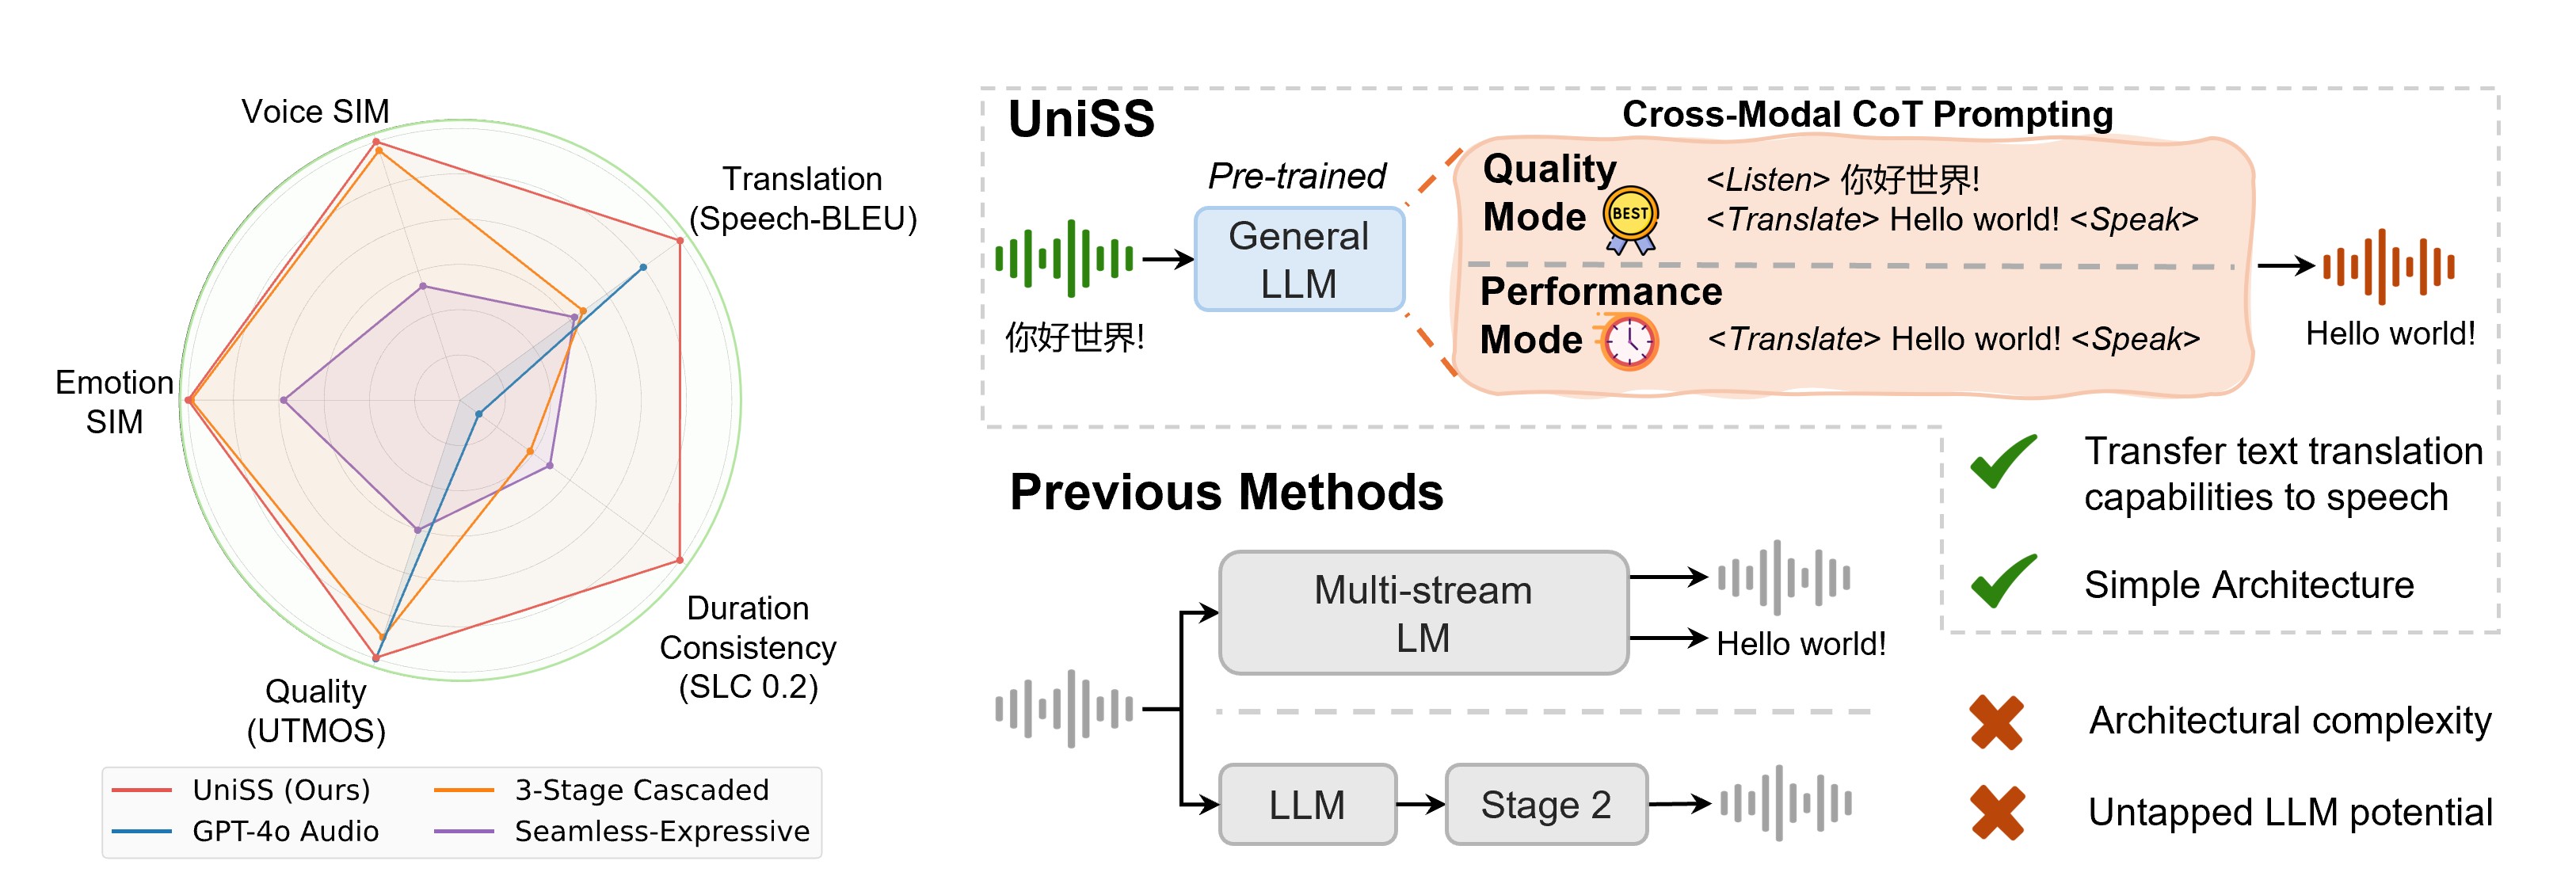 Voice SIM
Translation
(Speech-BLEU)
Emotion
SIM
Duration
Consistency
(SLC 0.2)
Quality
(UTMOS)
UniSS (Ours)
3-Stage Cascaded
GPT-4o Audio
Seamless-Expressive
UniSS
Cross-Modal CoT Prompting
Pre-trained
General
LLM
你好世界!
Quality
Mode
BEST
<Listen> 你好世界!
<Translate> Hello world! <Speak>
Performance
Mode
<Translate> Hello world! <Speak>
Hello world!
Transfer text translation
capabilities to speech
Simple Architecture
Previous Methods
Multi-stream
LM
Hello world!
LLM
Stage 2
Architectural complexity
Untapped LLM potential